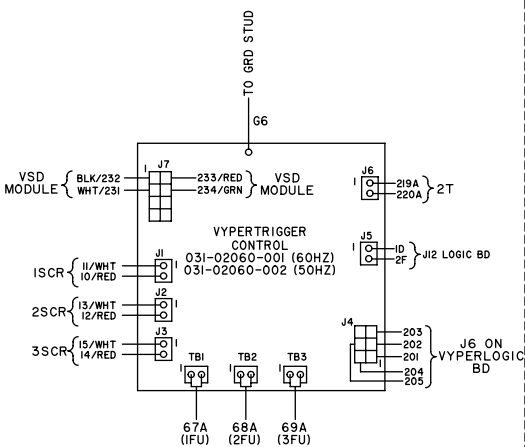 TO GRD STUD
G6
J7
1
VSD
MODULE
BLK/232
WHT/231
233/RED
234/GRN
VSD
MODULE
J6
1
219A
220A
2T
VYPERTRIGGER
CONTROL
031-02060-001 (60HZ)
031-02060-002 (50HZ)
J5
1
1D
2F
J12 LOGIC BD
J1
1
1SCR
11/WHT
10/RED
J2
1
2SCR
13/WHT
12/RED
J3
1
3SCR
15/WHT
14/RED
J4
1
203
202
201
204
205
J6 ON
VYPERLOGIC
BD
TB1
1
TB2
1
TB3
1
67A
(1FU)
68A
(2FU)
69A
(3FU)